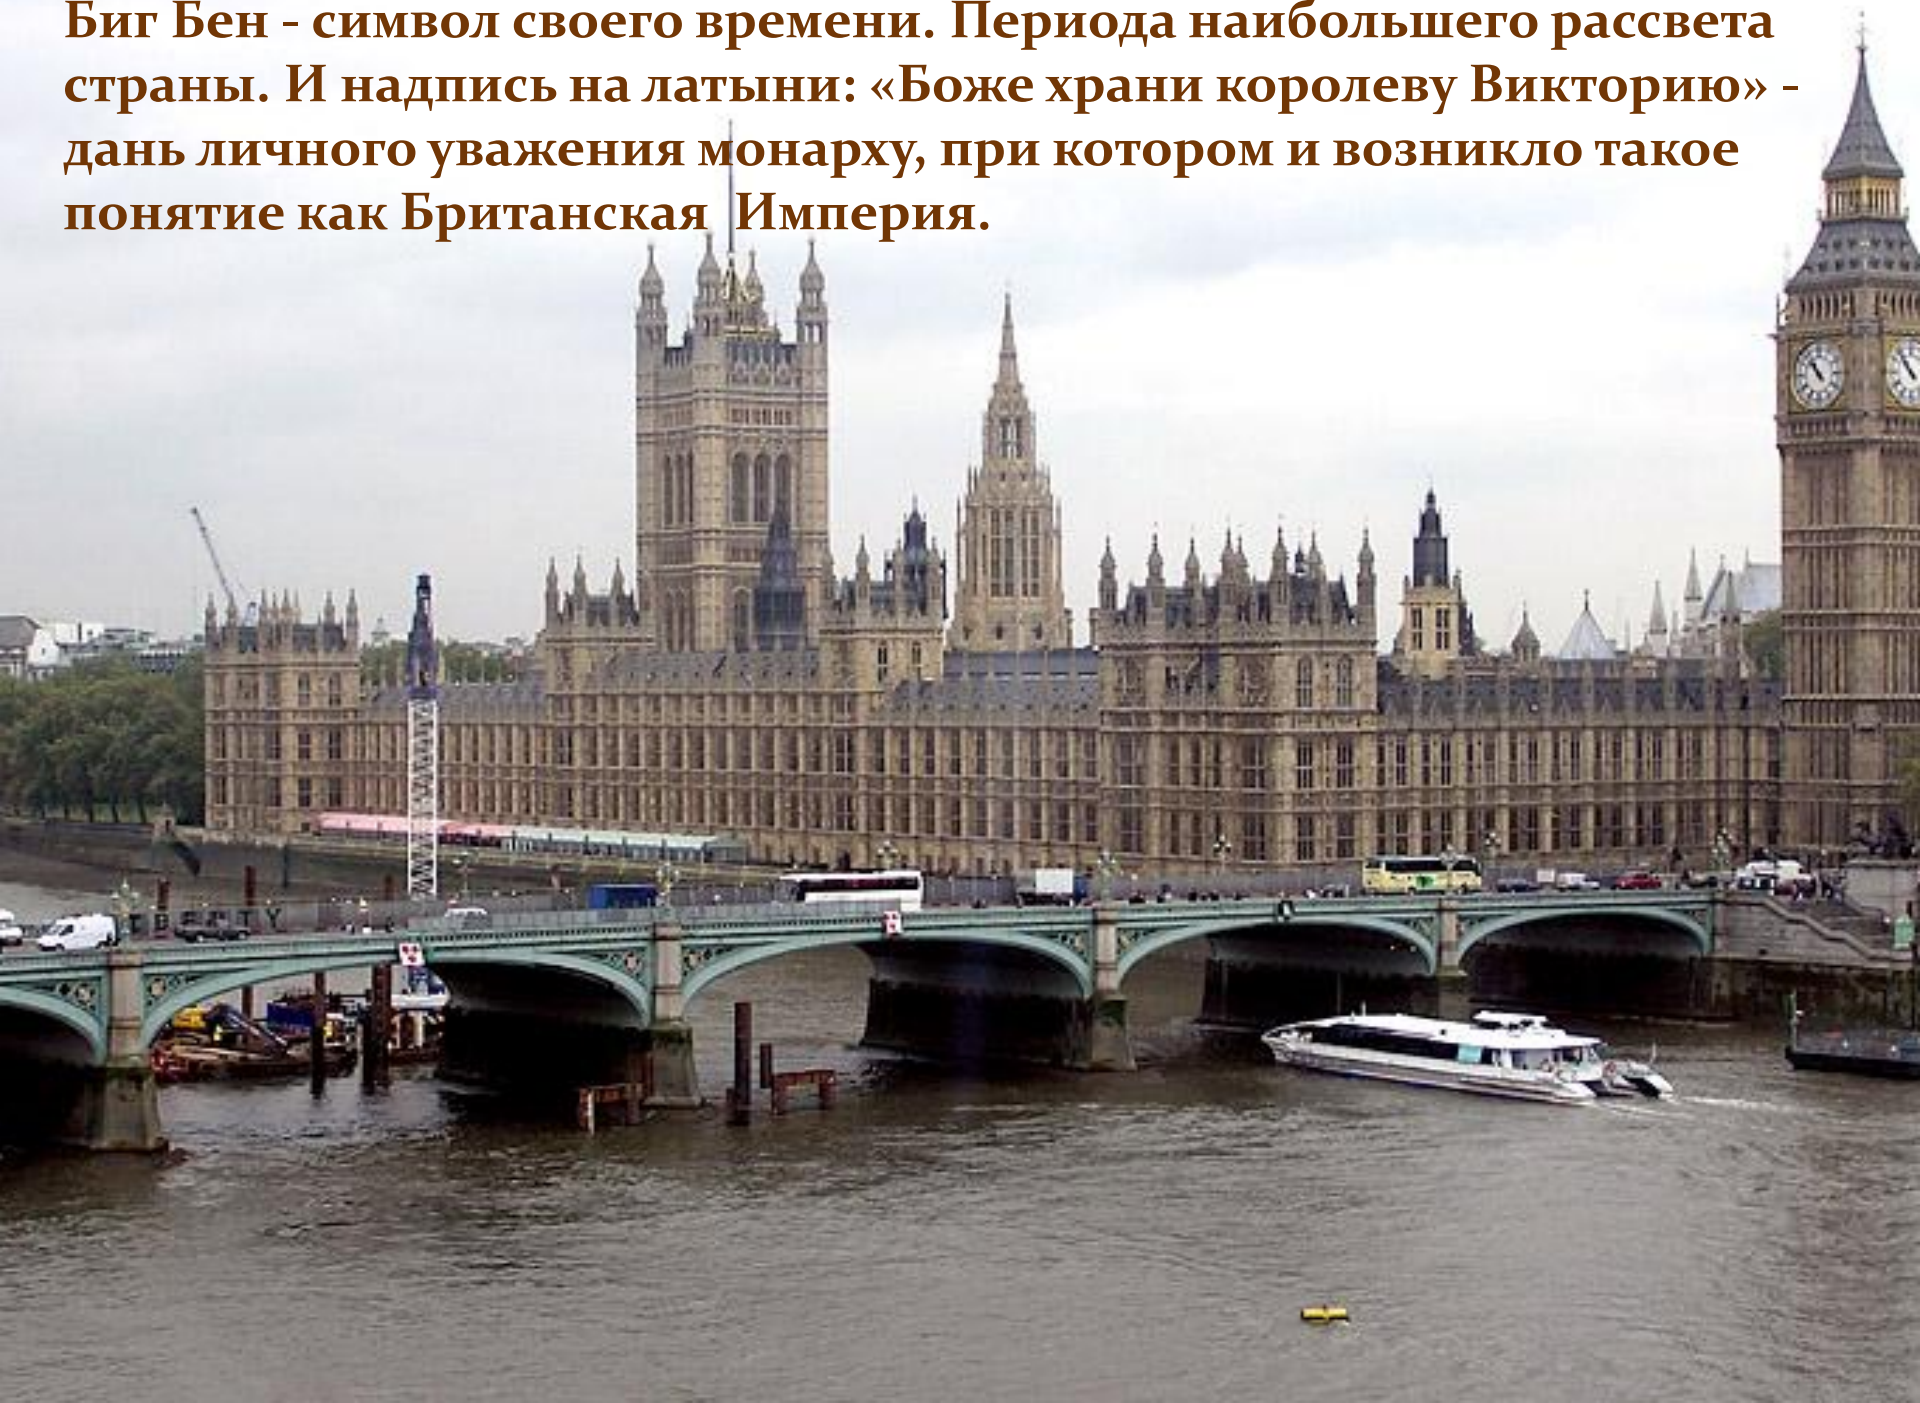 Биг Бен - символ своего времени. Периода наибольшего рассвета
страны. И надпись на латыни: «Боже храни королеву Викторию» -
дань личного уважения монарху, при котором и возникло такое
понятие как Британская Империя.